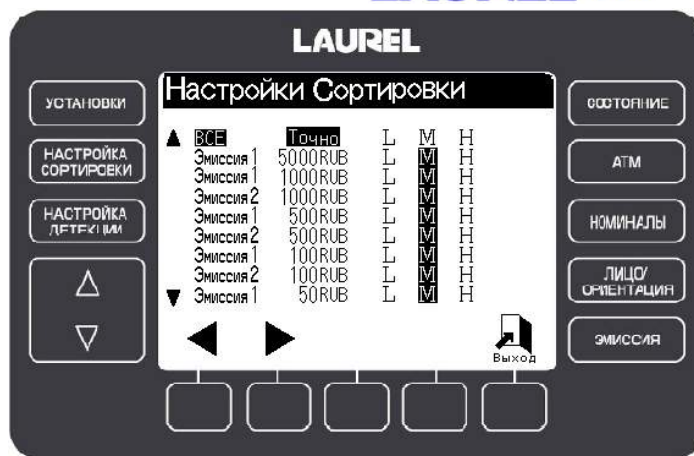 LAUREL
Настройки Сортировки
ВСЕ Точно L M H
Эмиссия 1 5000RUB L M H
Эмиссия 1 1000RUB L M H
Эмиссия 2 1000RUB L M H
Эмиссия 1 500RUB L M H
Эмиссия 2 500RUB L M H
Эмиссия 1 100RUB L M H
Эмиссия 2 100RUB L M H
Эмиссия 1 50RUB L M H
Выход
УСТАНОВКИ
НАСТРОЙКА
СОРТИРОВКИ
НАСТРОЙКА
ДЕТЕКЦИИ
СОСТОЯНИЕ
ATM
НОМИНАЛЫ
ЛИЦО/
ОРИЕНТАЦИЯ
ЭМИССИЯ